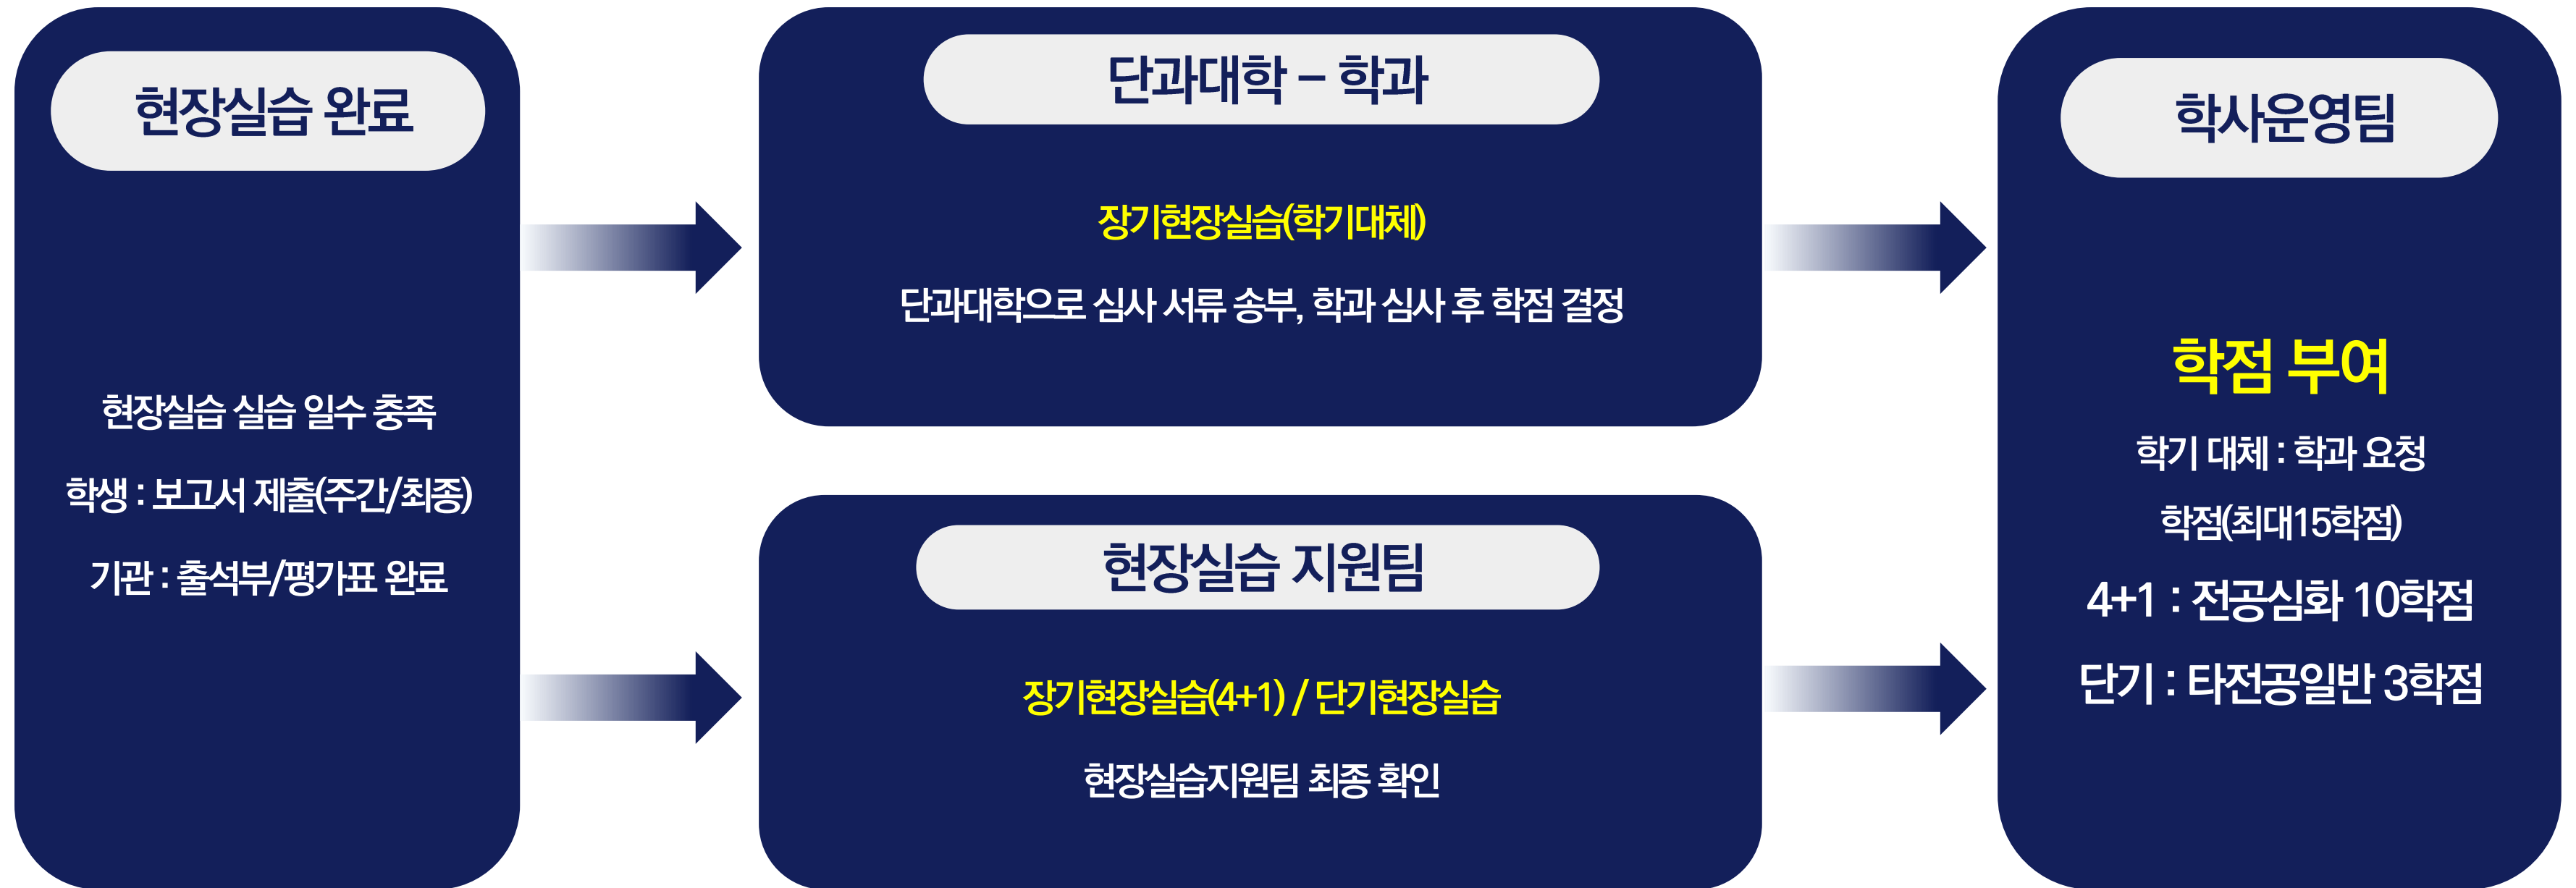 현장실습 완료
현장실습 실습 일수 충족
학생 : 보고서 제출(주간/최종)
기관 : 출석부/평가표 완료
단과대학 – 학과
장기현장실습(학기대체)
단과대학으로 심사 서류 송부, 학과 심사 후 학점 결정
현장실습 지원팀
장기현장실습(4+1) / 단기현장실습
현장실습지원팀 최종 확인
학사운영팀
학점 부여
학기 대체 : 학과 요청
학점(최대15학점)
4+1 : 전공심화 10학점
단기 : 타전공일반 3학점